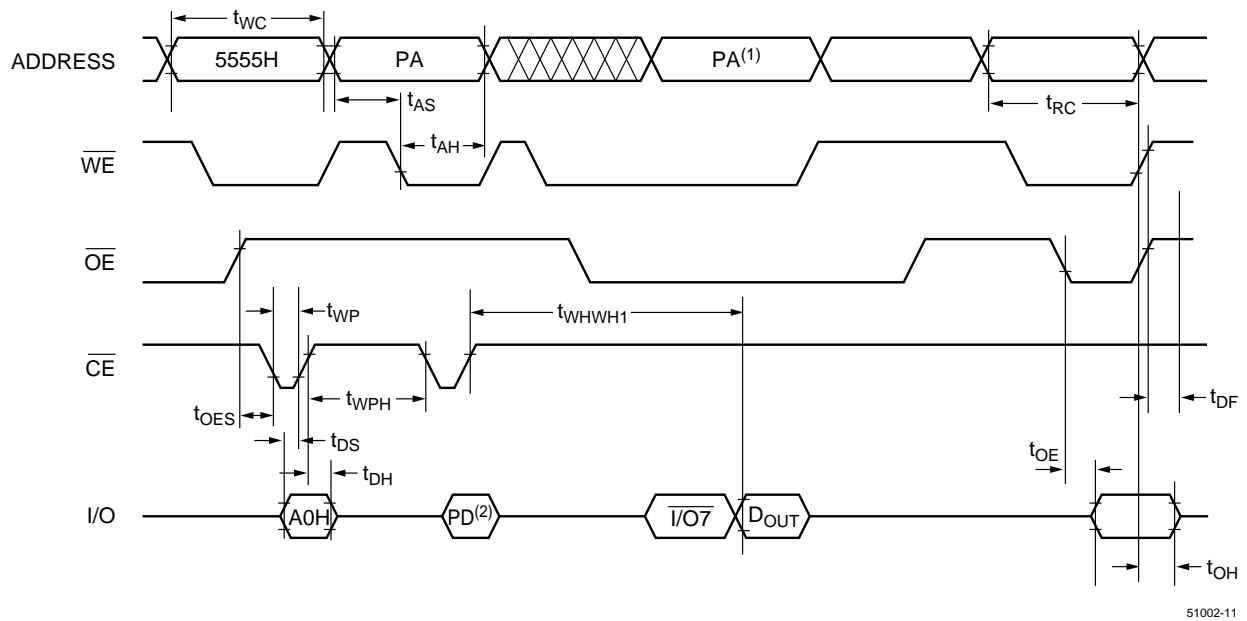 tWC
ADDRESS 5555H PA PA(1)
tAS tRC
tAH
WE
OE
tWP tWHWH1
CE
tWPH
tOES tDF
tDS tOE
tDH
I/O A0H PD(2) I/O7 DOUT
tOH
51002-11